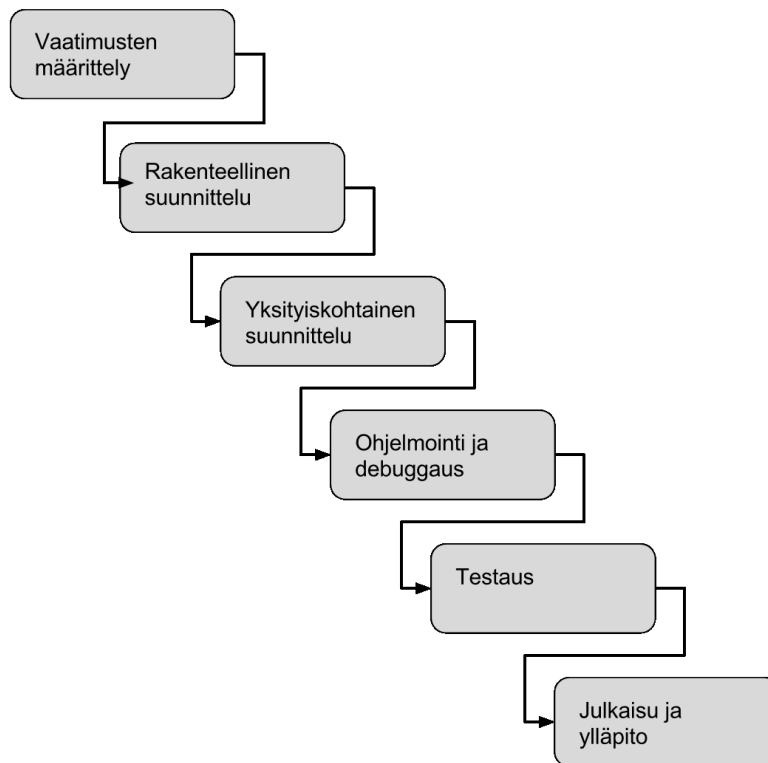 Vaatimusten
määrittely
Rakenteellinen
suunnittelu
Yksityiskohtainen
suunnittelu
Ohjelmointi ja
debuggaus
Testaus
Julkaisu ja
ylläpito